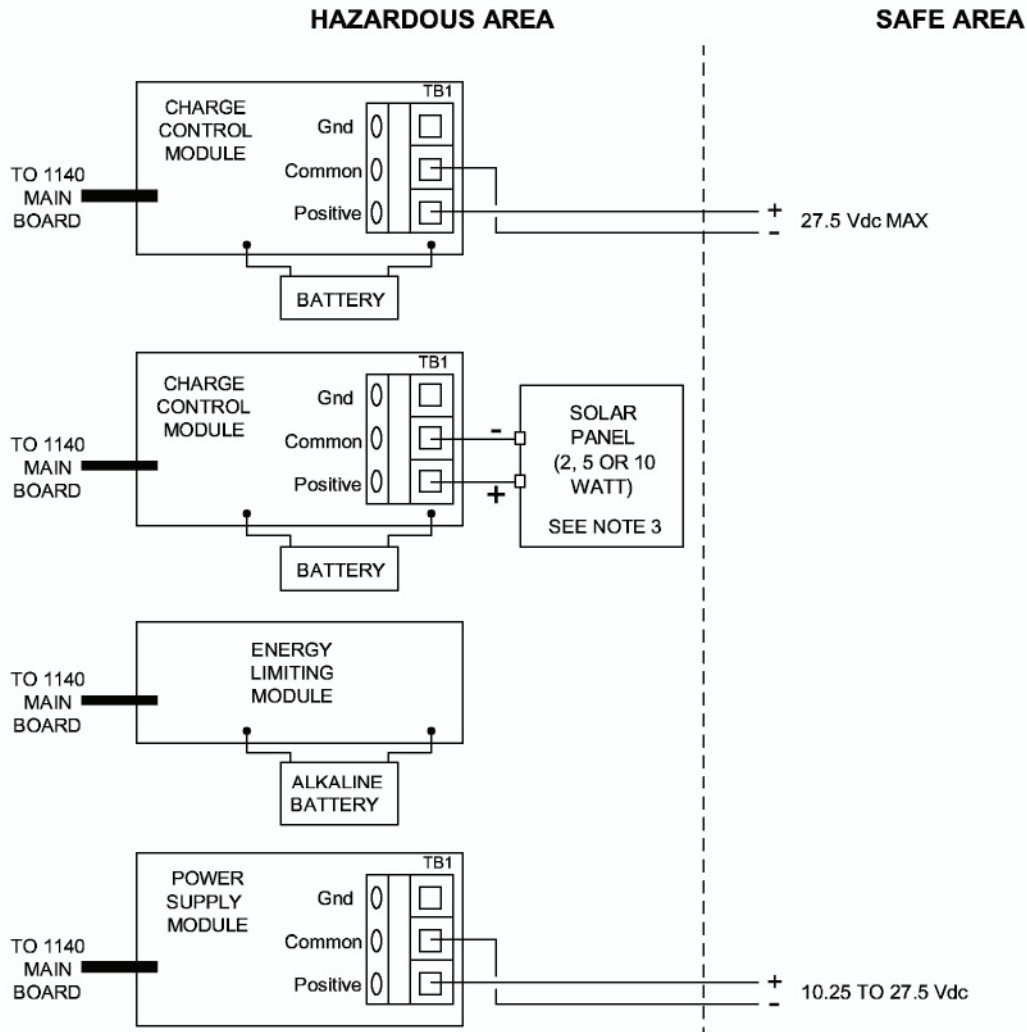 HAZARDOUS AREA
SAFE AREA
CHARGE
CONTROL
MODULE
TB1
Gnd
Common
Positive
TO 1140
MAIN
BOARD
BATTERY
+
-
27.5 Vdc MAX
CHARGE
CONTROL
MODULE
TB1
Gnd
Common
Positive
TO 1140
MAIN
BOARD
BATTERY
-
+
SOLAR
PANEL
(2, 5 OR 10
WATT)
SEE NOTE 3
ENERGY
LIMITING
MODULE
TO 1140
MAIN
BOARD
ALKALINE
BATTERY
POWER
SUPPLY
MODULE
TB1
Gnd
Common
Positive
TO 1140
MAIN
BOARD
+
-
10.25 TO 27.5 Vdc